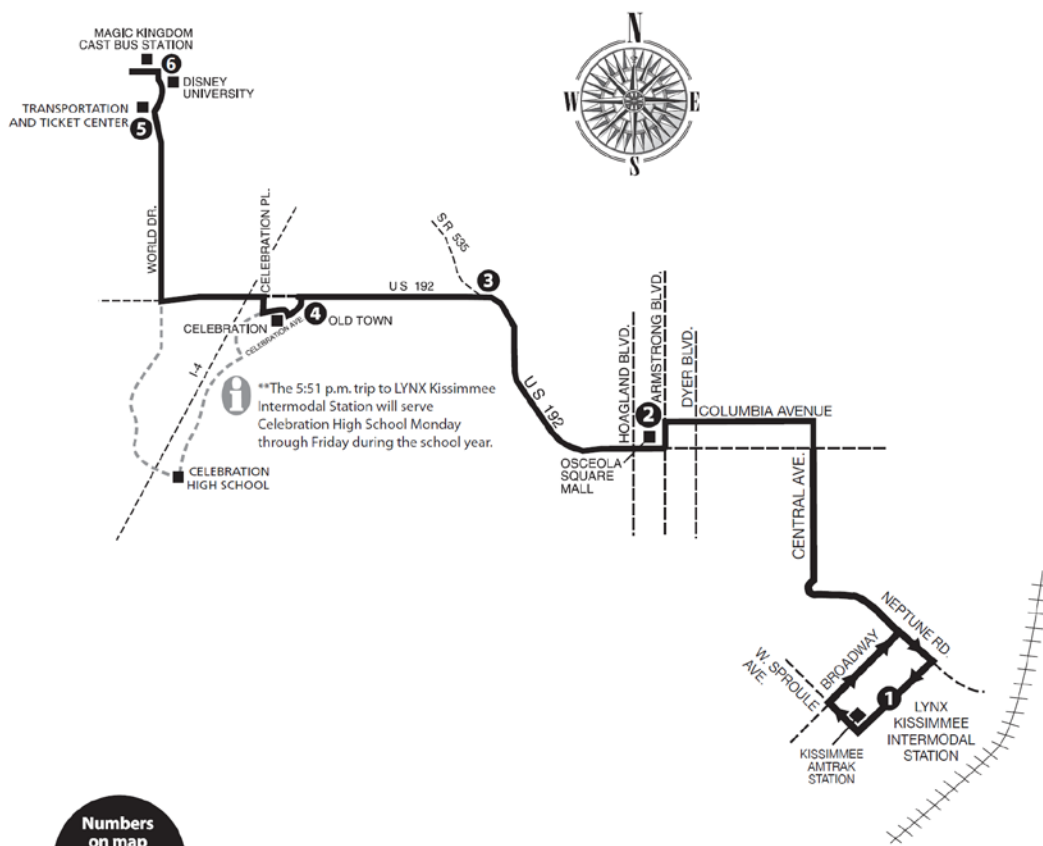 MAGIC KINGDOM
CAST BUS STATION
6
DISNEY
UNIVERSITY
TRANSPORTATION
AND TICKET CENTER
5
N
W
E
S
WORLD DR.
CELEBRATION PL.
SR 535
3
US 192
4
OLD TOWN
CELEBRATION
CELEBRATION AVE.
I-4
i
**The 5:51 p.m. trip to LYNX Kissimmee
Intermodal Station will serve
Celebration High School Monday
through Friday during the school year.
CELEBRATION
HIGH SCHOOL
US 192
HOAGLAND BLVD.
ARMSTRONG BLVD.
DYER BLVD.
2
COLUMBIA AVENUE
OSCEOLA
SQUARE
MALL
CENTRAL AVE.
NEPTUNE RD.
BROADWAY
W. SPROULE
AVE.
1
LYNX
KISSIMMEE
INTERMODAL
STATION
KISSIMMEE
AMTRAK
STATION
Numbers
on map